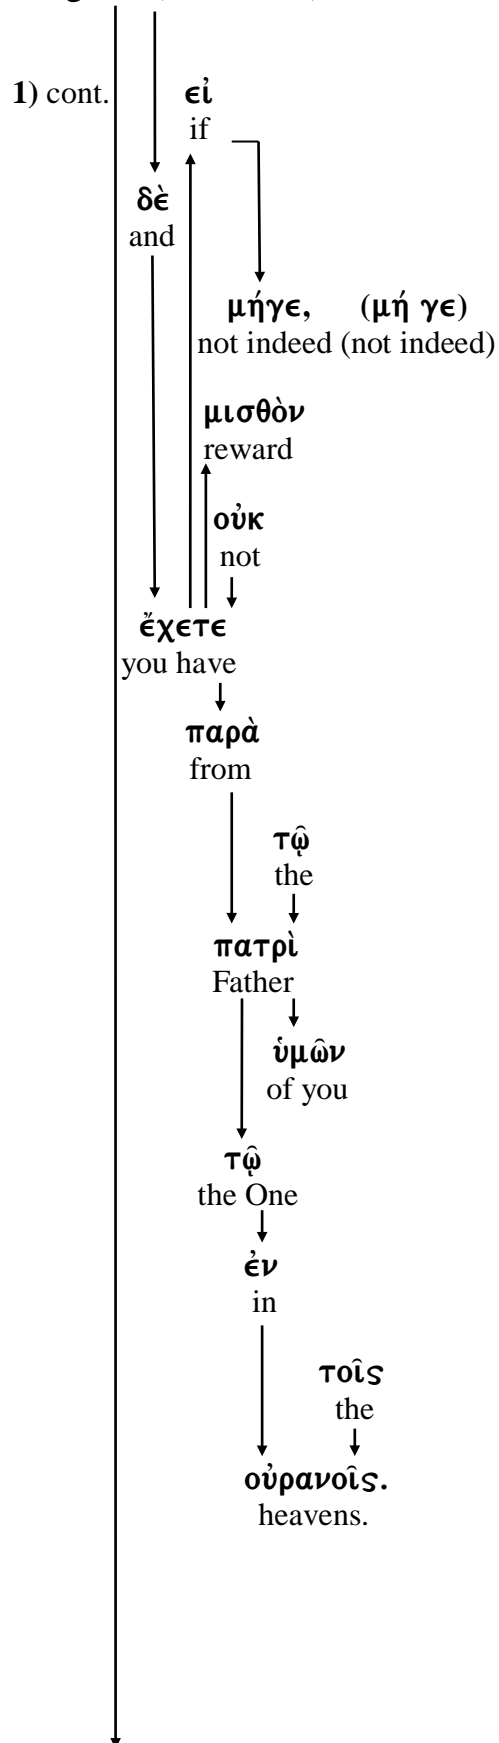 1) cont.
εἰ
if
δὲ
and
μήγε, (μή γε)
not indeed (not indeed)
μισθὸν
reward
οὐκ
not
ἔχετε
you have
παρὰ
from
τῷ
the
πατρὶ
Father
ὑμῶν
of you
τῷ
the One
ἐν
in
τοῖς
the
οὐρανοῖς.
heavens.